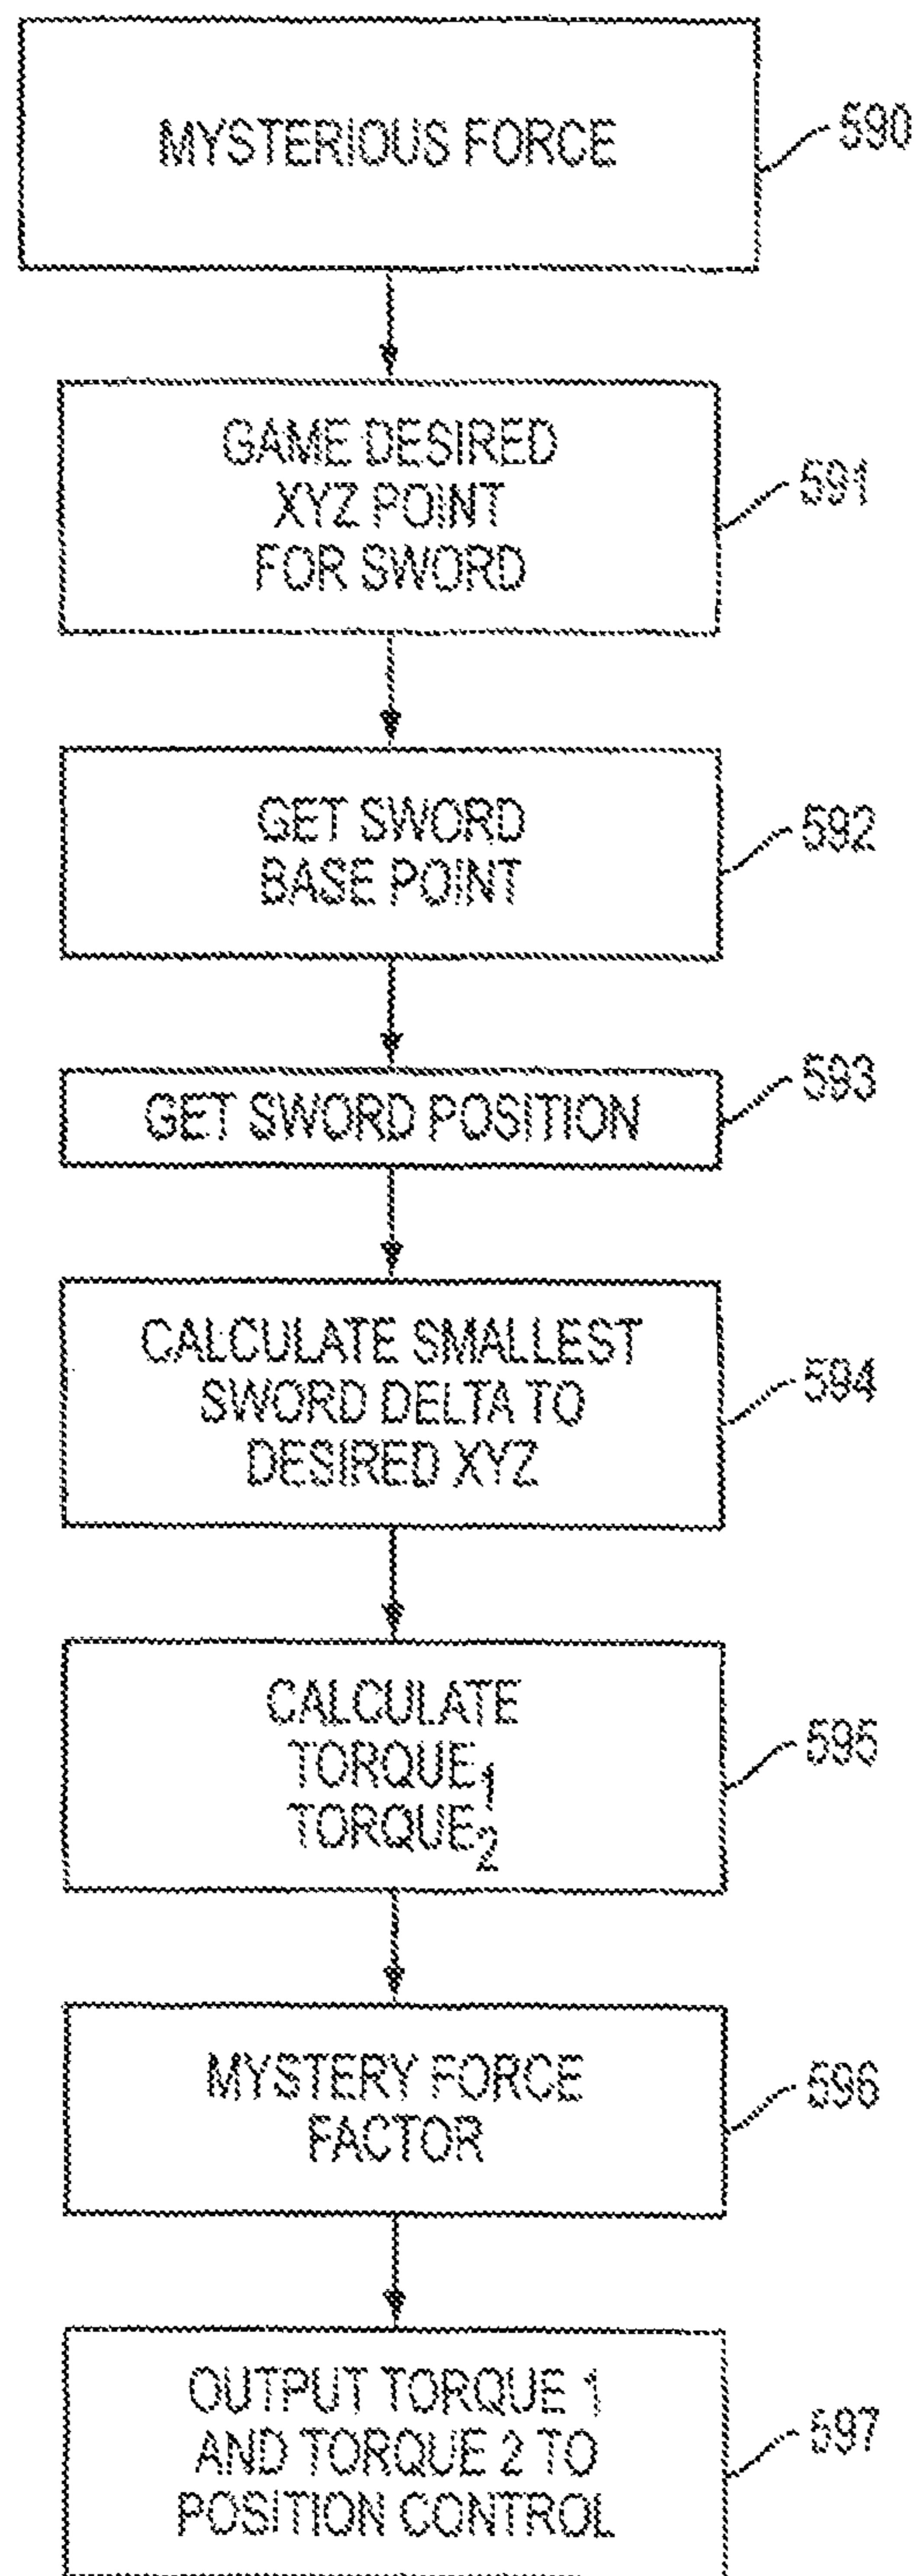 MYSTERIOUS FORCE
590
GAME DESIRED
XYZ POINT
FOR SWORD
591
GET SWORD
BASE POINT
592
GET SWORD POSITION
593
CALCULATE SMALLEST
SWORD DELTA TO
DESIRED XYZ
594
CALCULATE
TORQUE1
TORQUE2
595
MYSTERY FORCE
FACTOR
596
OUTPUT TORQUE 1
AND TORQUE 2 TO
POSITION CONTROL
597